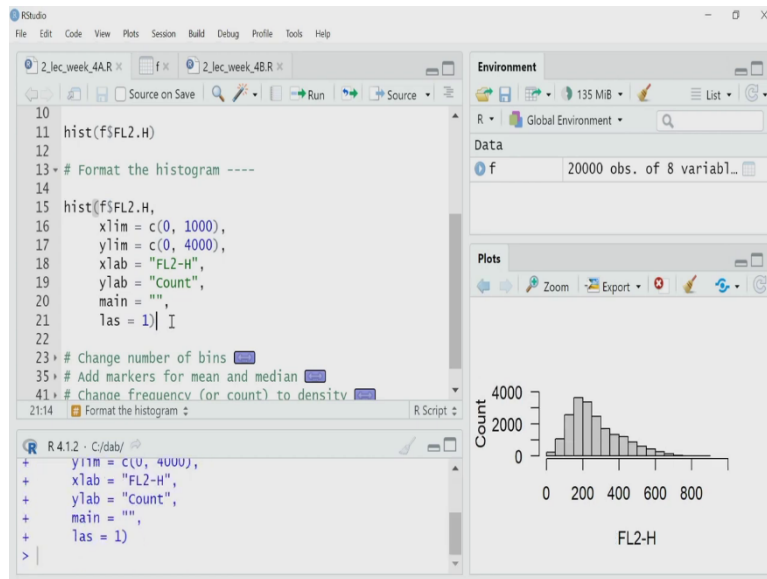 RStudio
File Edit Code View Plots Session Build Debug Profile Tools Help
2_lec_week_4A.R
f
2_lec_week_4B.R
Source on Save
Run
Source
10
11 hist(f$FL2.H)
12
13 # Format the histogram ----
14
15 hist(f$FL2.H,
16 xlim = c(0, 1000),
17 ylim = c(0, 4000),
18 xlab = "FL2-H",
19 ylab = "Count",
20 main = "",
21 las = 1)
22
23 # Change number of bins
35 # Add markers for mean and median
41 # Change frequency (or count) to density
21:14 # Format the histogram R Script
R 4.1.2 · C:/dab/
+ ylim = c(0, 4000),
+ xlab = "FL2-H",
+ ylab = "Count",
+ main = "",
+ las = 1)
>
Environment
135 MiB
List
R
Global Environment
Data
f 20000 obs. of 8 variabl…
Plots
Zoom
Export
4000
2000
0
Count
0 200 400 600 800
FL2-H